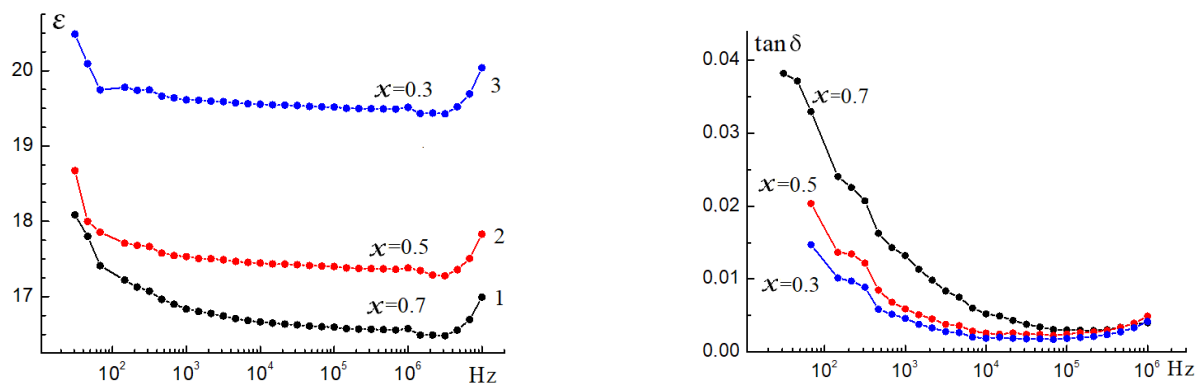 ε
20
19
18
17
x=0.3
3
x=0.5
2
x=0.7
1
10² 10³ 10⁴ 10⁵ 10⁶ Hz
tan δ
0.04
0.03
0.02
0.01
0.00
x=0.7
x=0.5
x=0.3
10² 10³ 10⁴ 10⁵ 10⁶ Hz